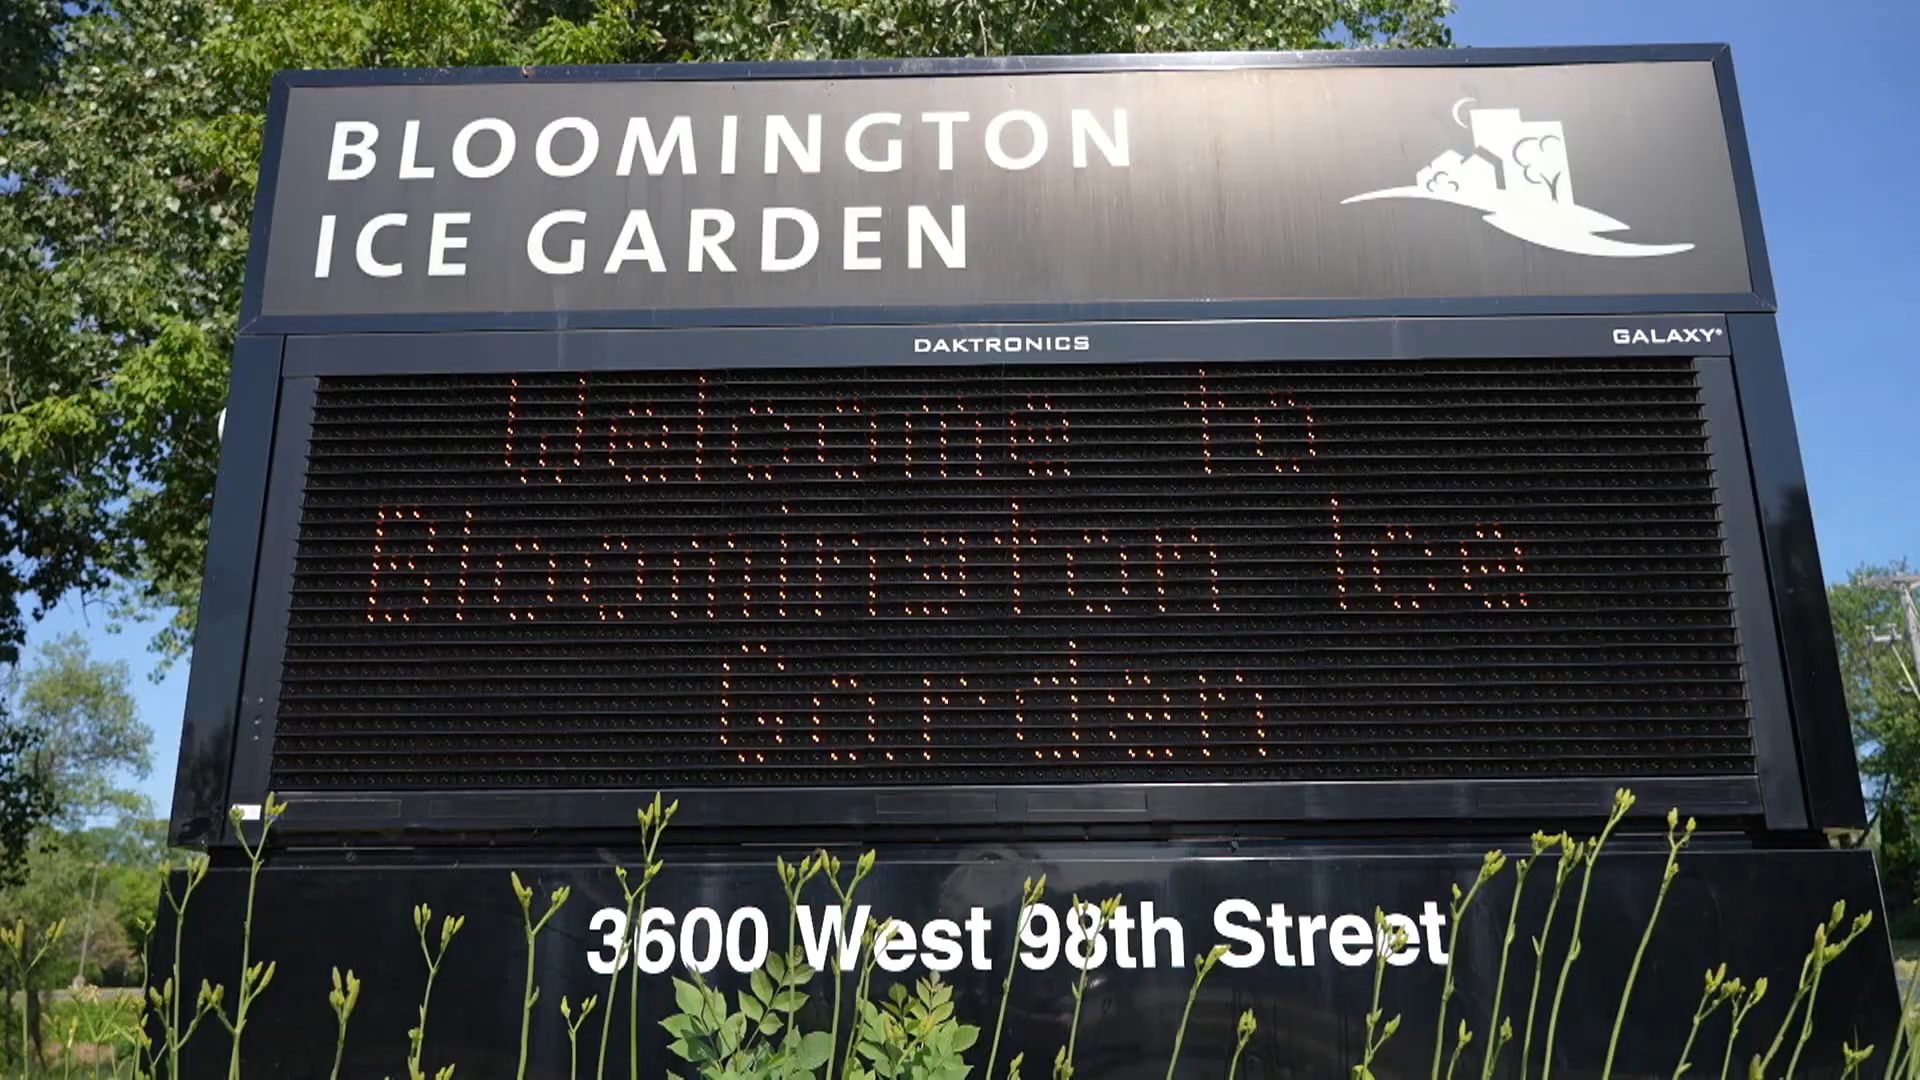 BLOOMINGTON
ICE GARDEN
DAKTRONICS
GALAXY®
Welcome to
Bloomington Ice
Garden
3600 West 98th Street